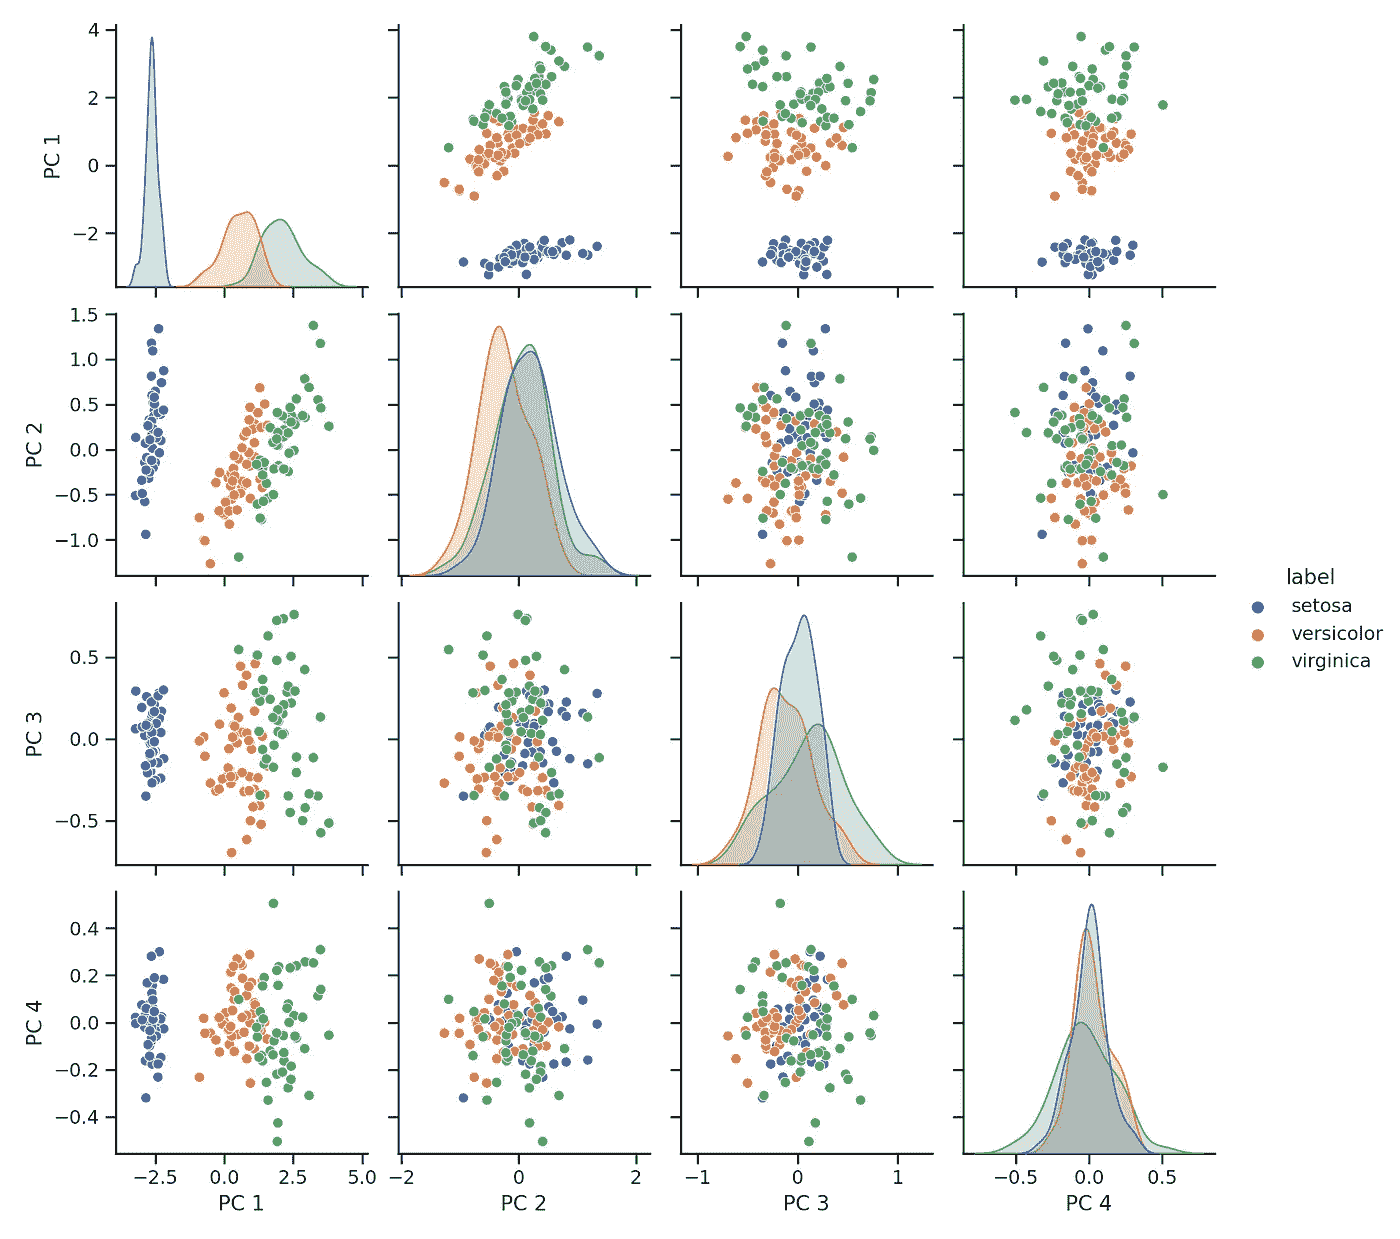 4
2
0
−2
PC 1
1.5
1.0
0.5
0.0
−0.5
−1.0
PC 2
label
setosa
versicolor
virginica
0.5
0.0
−0.5
PC 3
0.4
0.2
0.0
−0.2
−0.4
PC 4
−2.5 0.0 2.5 5.0 −2 0 2 −1 0 1 −0.5 0.0 0.5
PC 1 PC 2 PC 3 PC 4